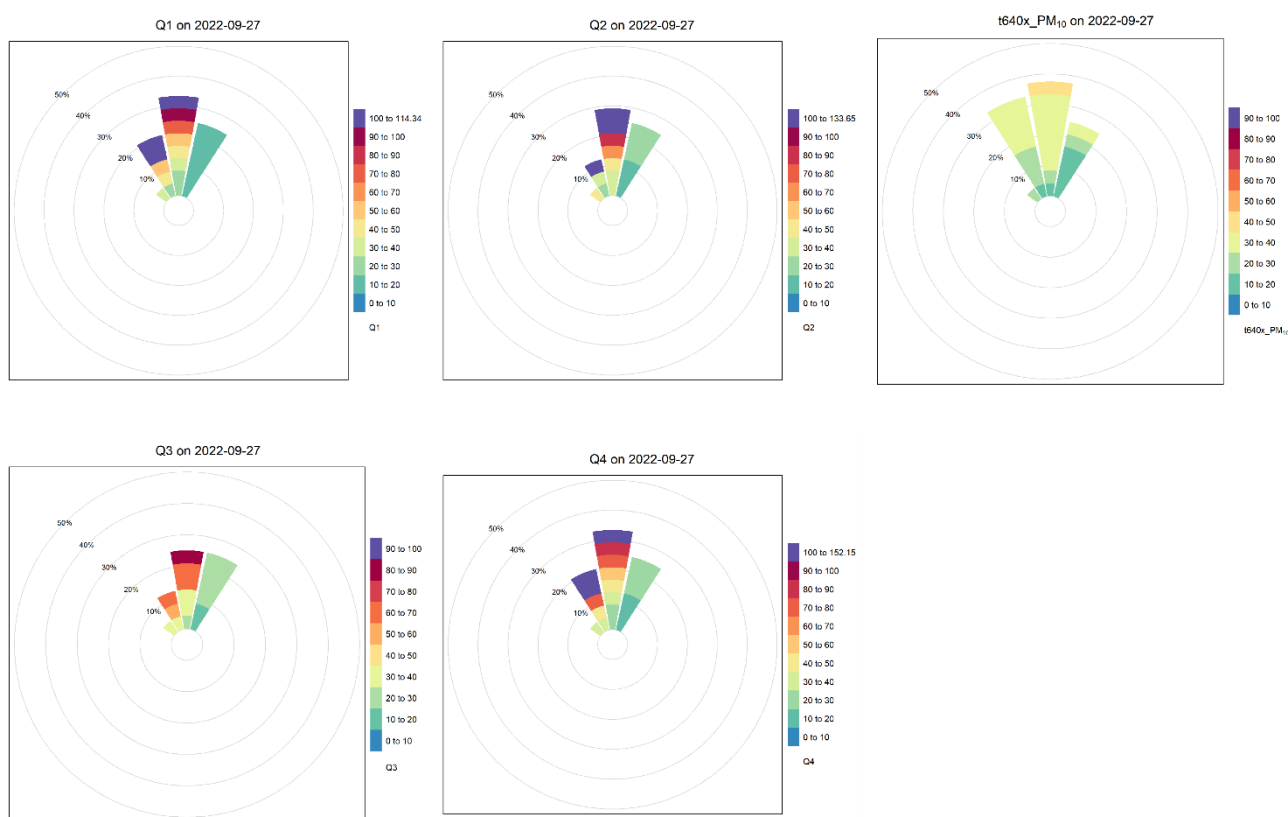 Q1 on 2022-09-27
50%
40%
30%
20%
10%
100 to 114.34
90 to 100
80 to 90
70 to 80
60 to 70
50 to 60
40 to 50
30 to 40
20 to 30
10 to 20
0 to 10
Q1
Q2 on 2022-09-27
50%
40%
30%
20%
10%
100 to 133.65
90 to 100
80 to 90
70 to 80
60 to 70
50 to 60
40 to 50
30 to 40
20 to 30
10 to 20
0 to 10
Q2
t640x_PM₁₀ on 2022-09-27
50%
40%
30%
20%
10%
90 to 100
80 to 90
70 to 80
60 to 70
50 to 60
40 to 50
30 to 40
20 to 30
10 to 20
0 to 10
t640x_PM₁₀
Q3 on 2022-09-27
50%
40%
30%
20%
10%
90 to 100
80 to 90
70 to 80
60 to 70
50 to 60
40 to 50
30 to 40
20 to 30
10 to 20
0 to 10
Q3
Q4 on 2022-09-27
50%
40%
30%
20%
10%
100 to 152.15
90 to 100
80 to 90
70 to 80
60 to 70
50 to 60
40 to 50
30 to 40
20 to 30
10 to 20
0 to 10
Q4